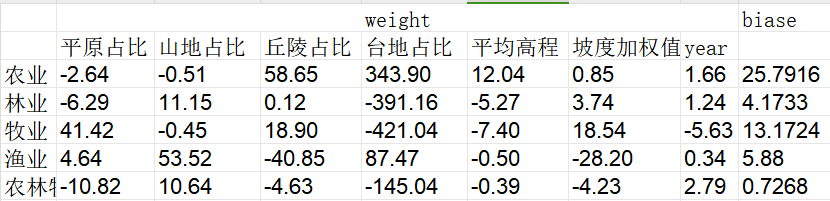 weight biase
平原占比 山地占比 丘陵占比 台地占比 平均高程 坡度加权值 year
农业 -2.64 -0.51 58.65 343.90 12.04 0.85 1.66 25.7916
林业 -6.29 11.15 0.12 -391.16 -5.27 3.74 1.24 4.1733
牧业 41.42 -0.45 18.90 -421.04 -7.40 18.54 -5.63 13.1724
渔业 4.64 53.52 -40.85 87.47 -0.50 -28.20 0.34 5.88
农林牧 -10.82 10.64 -4.63 -145.04 -0.39 -4.23 2.79 0.7268